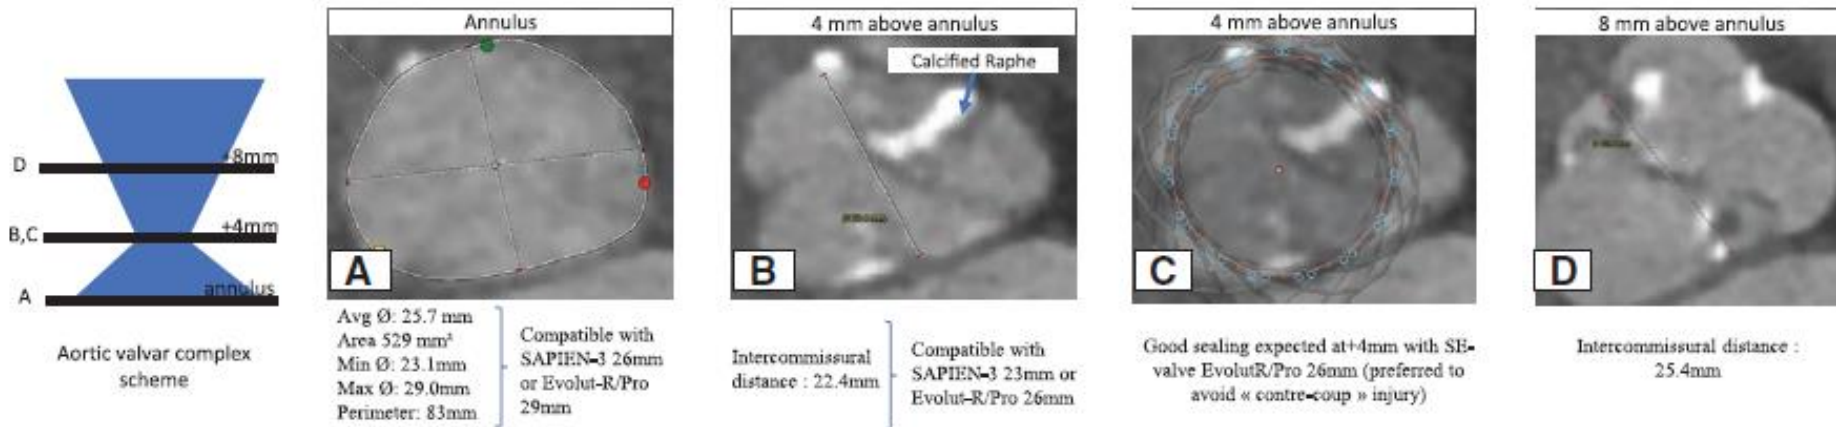 Annulus
4 mm above annulus
4 mm above annulus
8 mm above annulus
Calcified Raphe
D
+8mm
B,C
+4mm
A
annulus
A
B
C
D
Aortic valvar complex
scheme
Avg Ø: 25.7 mm
Area 529 mm²
Min Ø: 23.1mm
Max Ø: 29.0mm
Perimeter: 83mm
Compatible with
SAPIEN-3 26mm
or Evolut-R/Pro
29mm
Intercommissural
distance : 22.4mm
Compatible with
SAPIEN-3 23mm or
Evolut-R/Pro 26mm
Good sealing expected at+4mm with SE-
valve EvolutR/Pro 26mm (preferred to
avoid « contre-coup » injury)
Intercommissural distance :
25.4mm